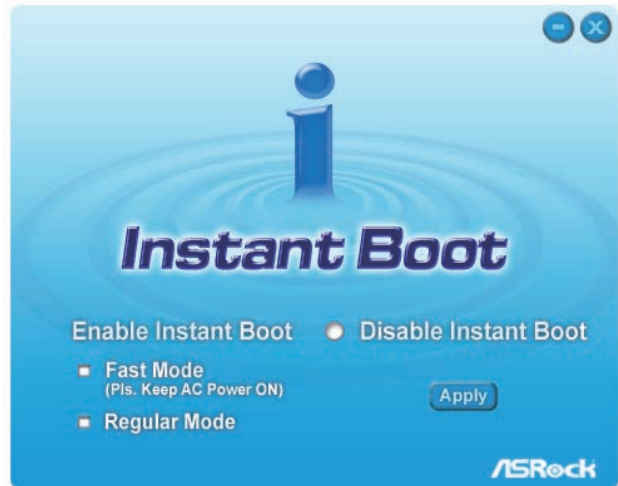 i
Instant Boot
Enable Instant Boot
Disable Instant Boot
Fast Mode
(Pls. Keep AC Power ON)
Apply
Regular Mode
ASRock